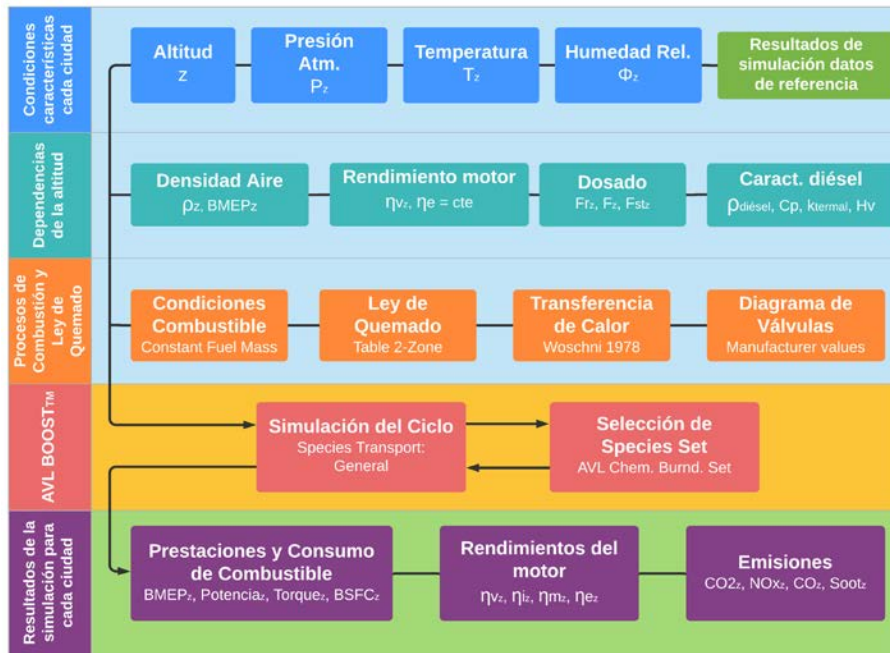 Condiciones
características
cada ciudad
Altitud
z
Presión
Atm.
Pz
Temperatura
Tz
Humedad Rel.
Φz
Resultados de
simulación datos
de referencia
Dependencias
de la altitud
Densidad Aire
ρz, BMEPz
Rendimiento motor
ηvz, ηe = cte
Dosado
Frz, Fz, Fstz
Caract. diésel
ρdiésel, Cp, ktermal, Hv
Procesos de
Combustión y
Ley de
Quemado
Condiciones
Combustible
Constant Fuel Mass
Ley de
Quemado
Table 2-Zone
Transferencia
de Calor
Woschni 1978
Diagrama de
Válvulas
Manufacturer values
AVL BOOST™
Simulación del Ciclo
Species Transport:
General
Selección de
Species Set
AVL Chem. Burnd. Set
Resultados de la
simulación para
cada ciudad
Prestaciones y Consumo
de Combustible
BMEPz, Potenciaz, Torquez, BSFCz
Rendimientos del
motor
ηvz, ηiz, ηmz, ηez
Emisiones
CO2z, NOxz, COz, Sootz